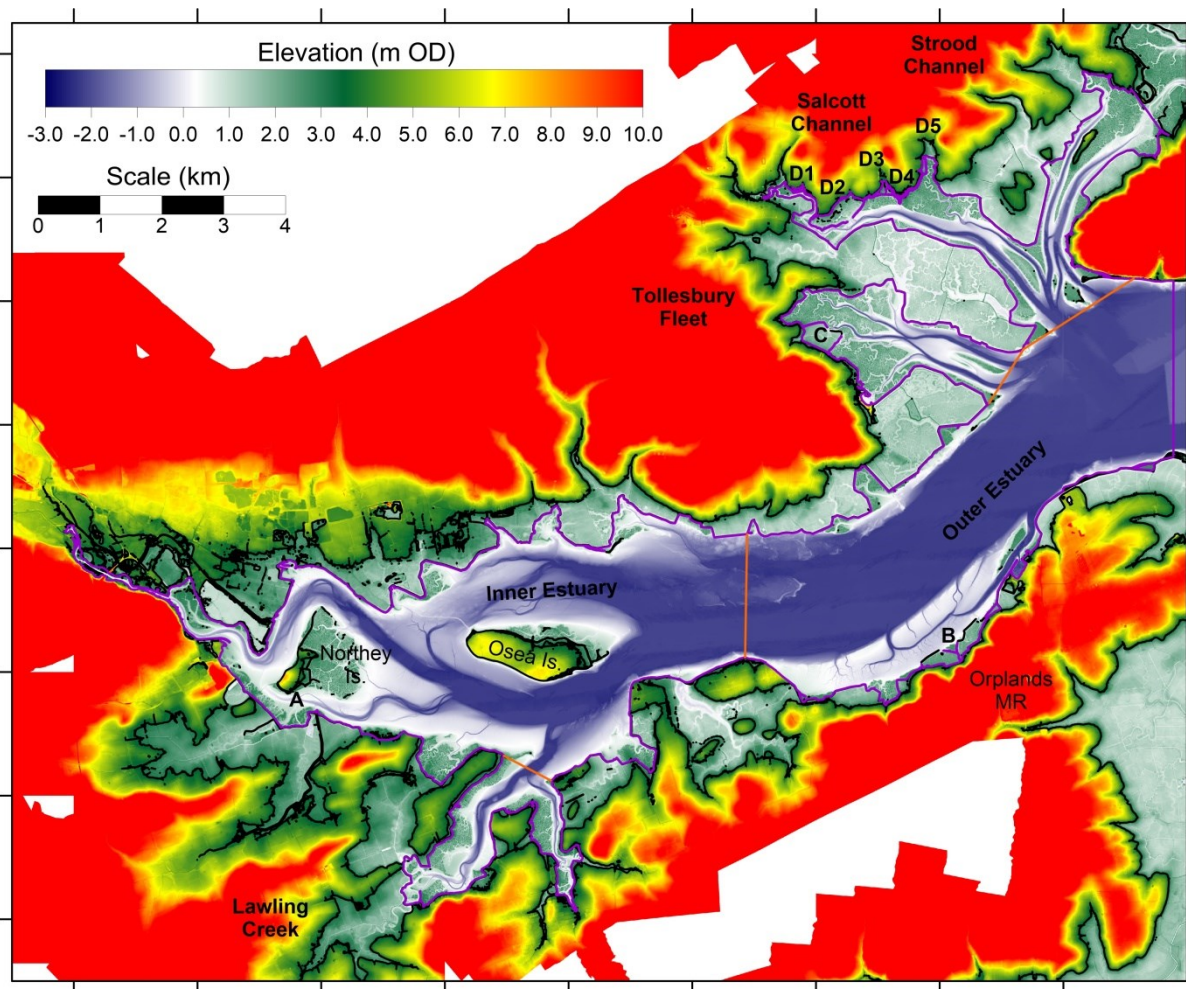 Elevation (m OD)
-3.0 -2.0 -1.0 0.0 1.0 2.0 3.0 4.0 5.0 6.0 7.0 8.0 9.0 10.0
Scale (km)
0 1 2 3 4
Strood
Channel
Salcott
Channel
D1 D2 D3 D4 D5
Tollesbury
Fleet
C
Outer Estuary
Inner Estuary
Northey
Is.
Osea Is.
A
B
Orplands
MR
Lawling
Creek